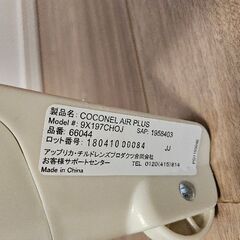 製品名: COCONEL AIR PLUS
Model #: 9X197CHOJ SAP: 1958403
品番: 66044
ロット番号: 180410 00084 JJ
Made in China
アップリカ・チルドレンズプロダクツ合同会社
お客様サポートセンター TEL 0120(415)814